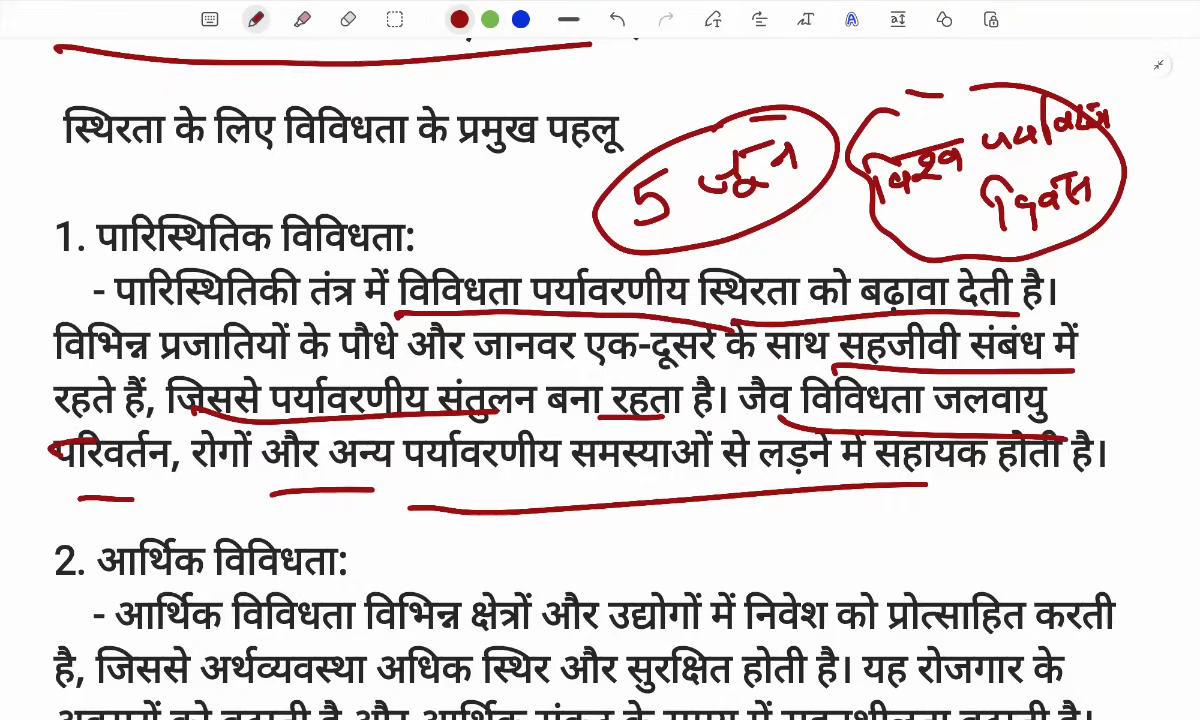 स्थिरता के लिए विविधता के प्रमुख पहलू
5 जून
विश्व पर्यावरण
दिवस
1. पारिस्थितिक विविधता:
- पारिस्थितिकी तंत्र में विविधता पर्यावरणीय स्थिरता को बढ़ावा देती है।
विभिन्न प्रजातियों के पौधे और जानवर एक-दूसरे के साथ सहजीवी संबंध में
रहते हैं, जिससे पर्यावरणीय संतुलन बना रहता है। जैव विविधता जलवायु
परिवर्तन, रोगों और अन्य पर्यावरणीय समस्याओं से लड़ने में सहायक होती है।
2. आर्थिक विविधता:
- आर्थिक विविधता विभिन्न क्षेत्रों और उद्योगों में निवेश को प्रोत्साहित करती
है, जिससे अर्थव्यवस्था अधिक स्थिर और सुरक्षित होती है। यह रोजगार के